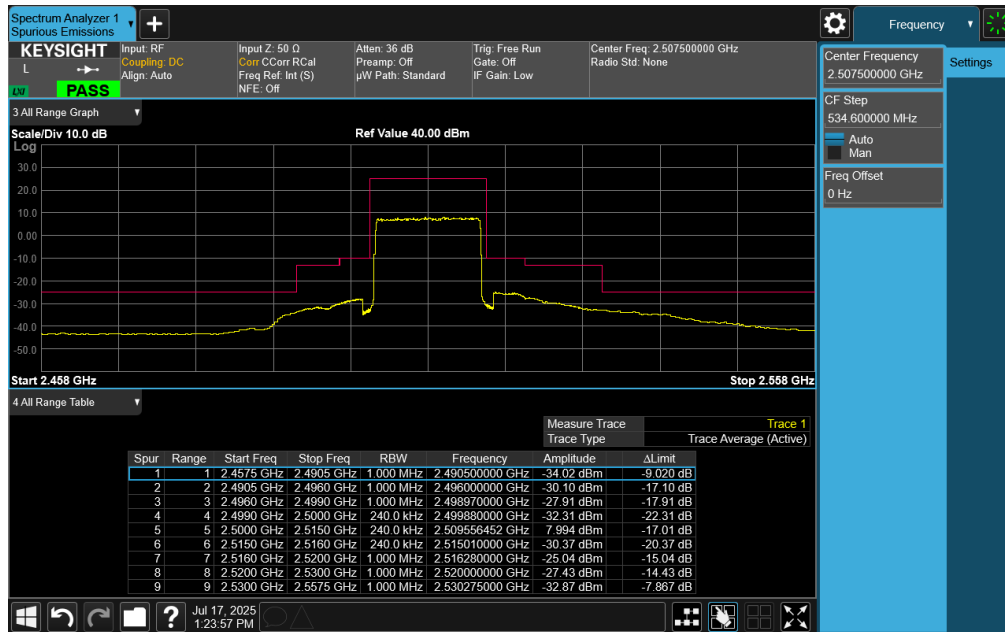 Spectrum Analyzer 1
Spurious Emissions
Frequency
KEYSIGHT Input: RF Input Z: 50 Ω Atten: 36 dB Trig: Free Run Center Freq: 2.507500000 GHz
L Coupling: DC Corr CCorr RCal Preamp: Off Gate: Off Radio Std: None
Align: Auto Freq Ref: Int (S) µW Path: Standard IF Gain: Low
LXI PASS NFE: Off
Center Frequency
2.507500000 GHz
Settings
CF Step
534.600000 MHz
Auto
Man
Freq Offset
0 Hz
3 All Range Graph
Scale/Div 10.0 dB Ref Value 40.00 dBm
Log
30.0
20.0
10.0
0.00
-10.0
-20.0
-30.0
-40.0
-50.0
Start 2.458 GHz Stop 2.558 GHz
4 All Range Table
Measure Trace Trace 1
Trace Type Trace Average (Active)
Spur Range Start Freq Stop Freq RBW Frequency Amplitude ΔLimit
1 1 2.4575 GHz 2.4905 GHz 1.000 MHz 2.490500000 GHz -34.02 dBm -9.020 dB
2 2 2.4905 GHz 2.4960 GHz 1.000 MHz 2.496000000 GHz -30.10 dBm -17.10 dB
3 3 2.4960 GHz 2.4990 GHz 1.000 MHz 2.498970000 GHz -27.91 dBm -17.91 dB
4 4 2.4990 GHz 2.5000 GHz 240.0 kHz 2.499880000 GHz -32.31 dBm -22.31 dB
5 5 2.5000 GHz 2.5150 GHz 240.0 kHz 2.509556452 GHz 7.994 dBm -17.01 dB
6 6 2.5150 GHz 2.5160 GHz 240.0 kHz 2.515010000 GHz -30.37 dBm -20.37 dB
7 7 2.5160 GHz 2.5200 GHz 1.000 MHz 2.516280000 GHz -25.04 dBm -15.04 dB
8 8 2.5200 GHz 2.5300 GHz 1.000 MHz 2.520000000 GHz -27.43 dBm -14.43 dB
9 9 2.5300 GHz 2.5575 GHz 1.000 MHz 2.530275000 GHz -32.87 dBm -7.867 dB
Jul 17, 2025
1:23:57 PM